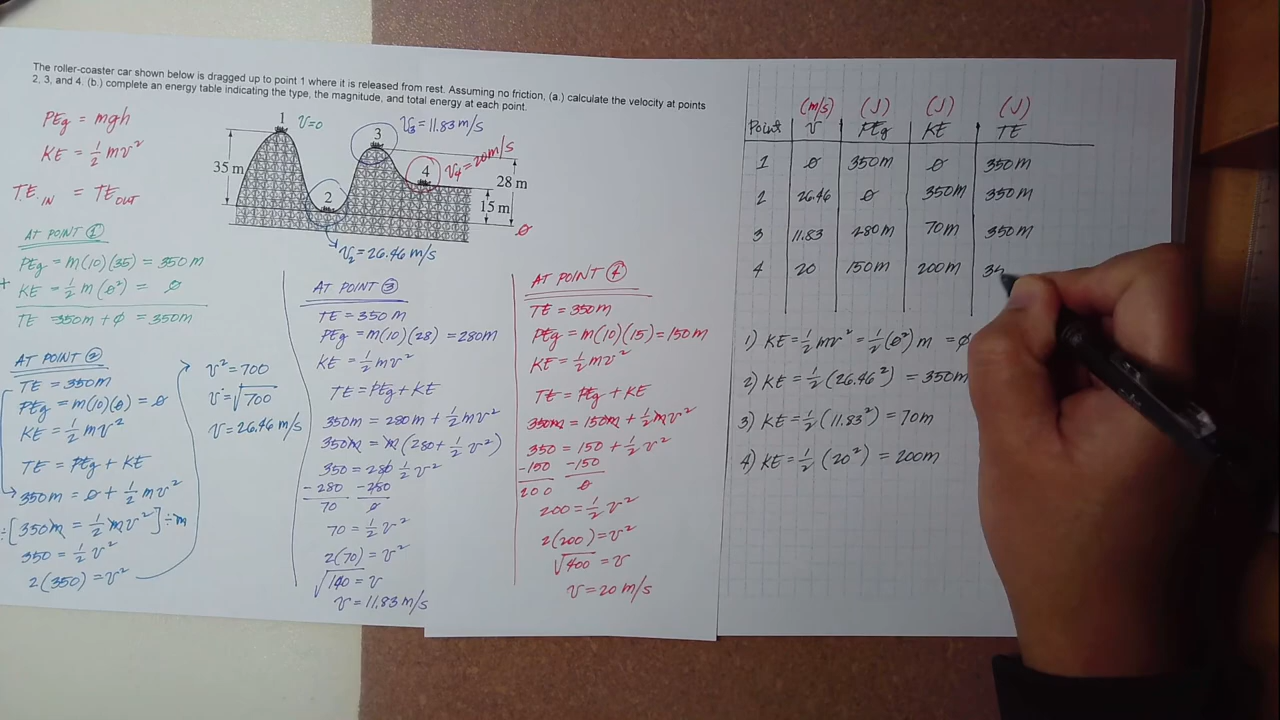 The roller-coaster car shown below is dragged up to point 1 where it is released from rest. Assuming no friction, (a.) calculate the velocity at points
2, 3, and 4. (b.) complete an energy table indicating the type, the magnitude, and total energy at each point.
PEg = mgh
KE = ½ mv²
T.E. IN = TE OUT
1 v=0
3 v₃ = 11.83 m/s
4 v₄ = 20 m/s
2
35 m
28 m
15 m
∅
v₂ = 26.46 m/s
AT POINT ①
PEg = m(10)(35) = 350 m
+ KE = ½ m(0²) = ∅
TE = 350m + ∅ = 350m
AT POINT ②
TE = 350m
PEg = m(10)(0) = ∅
KE = ½ mv²
TE = PEg + KE
350m = ∅ + ½ mv²
÷[350m = ½ mv²] ÷m
350 = ½ v²
2(350) = v²
v² = 700
v = √700
v = 26.46 m/s
AT POINT ③
TE = 350 m
PEg = m(10)(28) = 280m
KE = ½ mv²
TE = PEg + KE
350m = 280m + ½ mv²
350m = m(280 + ½ v²)
350 = 280 ½ v²
-280 -280
70 ∅
70 = ½ v²
2(70) = v²
√140 = v
v = 11.83 m/s
AT POINT ④
TE = 350m
PEg = m(10)(15) = 150m
KE = ½ mv²
TE = PEg + KE
350m = 150m + ½ mv²
350 = 150 + ½ v²
-150 -150
200 ∅
200 = ½ v²
2(200) = v²
√400 = v
v = 20 m/s
(m/s) (J) (J) (J)
Point v PEg KE TE
1 ∅ 350m ∅ 350m
2 26.46 ∅ 350m 350m
3 11.83 280m 70m 350m
4 20 150m 200m 35
1) KE = ½ mv² = ½ (0²) m = ∅
2) KE = ½ (26.46²) = 350m
3) KE = ½ (11.83²) = 70m
4) KE = ½ (20²) = 200m